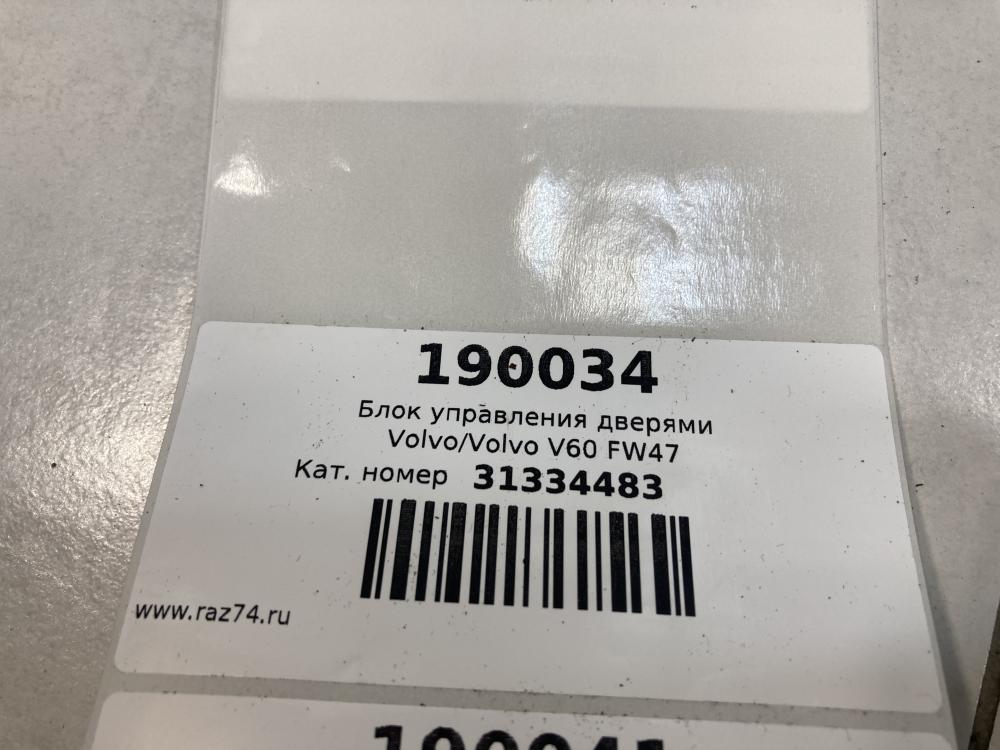 190034
Блок управления дверями
Volvo/Volvo V60 FW47
Кат. номер 31334483
www.raz74.ru